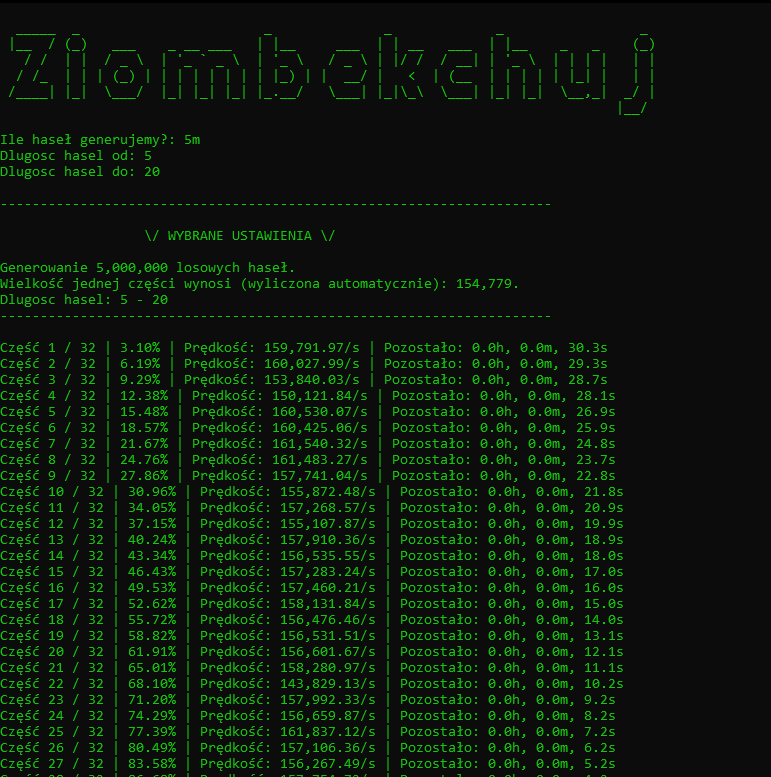 Ziombekchuj
Ile haseł generujemy?: 5m
Dlugosc hasel od: 5
Dlugosc hasel do: 20
---------------------------------------------------------------------
\/ WYBRANE USTAWIENIA \/
Generowanie 5,000,000 losowych haseł.
Wielkość jednej części wynosi (wyliczona automatycznie): 154,779.
Dlugosc hasel: 5 - 20
---------------------------------------------------------------------
Część 1 / 32 | 3.10% | Prędkość: 159,791.97/s | Pozostało: 0.0h, 0.0m, 30.3s
Część 2 / 32 | 6.19% | Prędkość: 160,027.99/s | Pozostało: 0.0h, 0.0m, 29.3s
Część 3 / 32 | 9.29% | Prędkość: 153,840.03/s | Pozostało: 0.0h, 0.0m, 28.7s
Część 4 / 32 | 12.38% | Prędkość: 150,121.84/s | Pozostało: 0.0h, 0.0m, 28.1s
Część 5 / 32 | 15.48% | Prędkość: 160,530.07/s | Pozostało: 0.0h, 0.0m, 26.9s
Część 6 / 32 | 18.57% | Prędkość: 160,425.06/s | Pozostało: 0.0h, 0.0m, 25.9s
Część 7 / 32 | 21.67% | Prędkość: 161,540.32/s | Pozostało: 0.0h, 0.0m, 24.8s
Część 8 / 32 | 24.76% | Prędkość: 161,483.27/s | Pozostało: 0.0h, 0.0m, 23.7s
Część 9 / 32 | 27.86% | Prędkość: 157,741.04/s | Pozostało: 0.0h, 0.0m, 22.8s
Część 10 / 32 | 30.96% | Prędkość: 155,872.48/s | Pozostało: 0.0h, 0.0m, 21.8s
Część 11 / 32 | 34.05% | Prędkość: 157,268.57/s | Pozostało: 0.0h, 0.0m, 20.9s
Część 12 / 32 | 37.15% | Prędkość: 155,107.87/s | Pozostało: 0.0h, 0.0m, 19.9s
Część 13 / 32 | 40.24% | Prędkość: 157,910.36/s | Pozostało: 0.0h, 0.0m, 18.9s
Część 14 / 32 | 43.34% | Prędkość: 156,535.55/s | Pozostało: 0.0h, 0.0m, 18.0s
Część 15 / 32 | 46.43% | Prędkość: 157,283.24/s | Pozostało: 0.0h, 0.0m, 17.0s
Część 16 / 32 | 49.53% | Prędkość: 157,460.21/s | Pozostało: 0.0h, 0.0m, 16.0s
Część 17 / 32 | 52.62% | Prędkość: 158,131.84/s | Pozostało: 0.0h, 0.0m, 15.0s
Część 18 / 32 | 55.72% | Prędkość: 156,476.46/s | Pozostało: 0.0h, 0.0m, 14.0s
Część 19 / 32 | 58.82% | Prędkość: 156,531.51/s | Pozostało: 0.0h, 0.0m, 13.1s
Część 20 / 32 | 61.91% | Prędkość: 156,601.67/s | Pozostało: 0.0h, 0.0m, 12.1s
Część 21 / 32 | 65.01% | Prędkość: 158,280.97/s | Pozostało: 0.0h, 0.0m, 11.1s
Część 22 / 32 | 68.10% | Prędkość: 143,829.13/s | Pozostało: 0.0h, 0.0m, 10.2s
Część 23 / 32 | 71.20% | Prędkość: 157,992.33/s | Pozostało: 0.0h, 0.0m, 9.2s
Część 24 / 32 | 74.29% | Prędkość: 156,659.87/s | Pozostało: 0.0h, 0.0m, 8.2s
Część 25 / 32 | 77.39% | Prędkość: 161,837.12/s | Pozostało: 0.0h, 0.0m, 7.2s
Część 26 / 32 | 80.49% | Prędkość: 157,106.36/s | Pozostało: 0.0h, 0.0m, 6.2s
Część 27 / 32 | 83.58% | Prędkość: 156,267.49/s | Pozostało: 0.0h, 0.0m, 5.2s